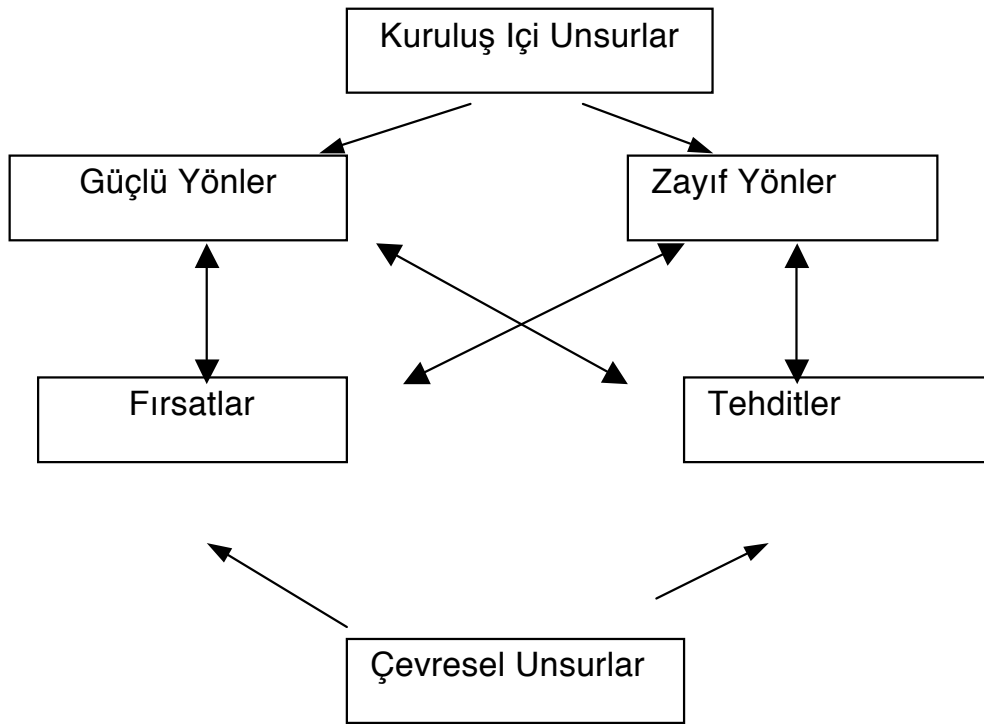 Kuruluş Içi Unsurlar
Güçlü Yönler
Zayıf Yönler
Fırsatlar
Tehditler
Çevresel Unsurlar